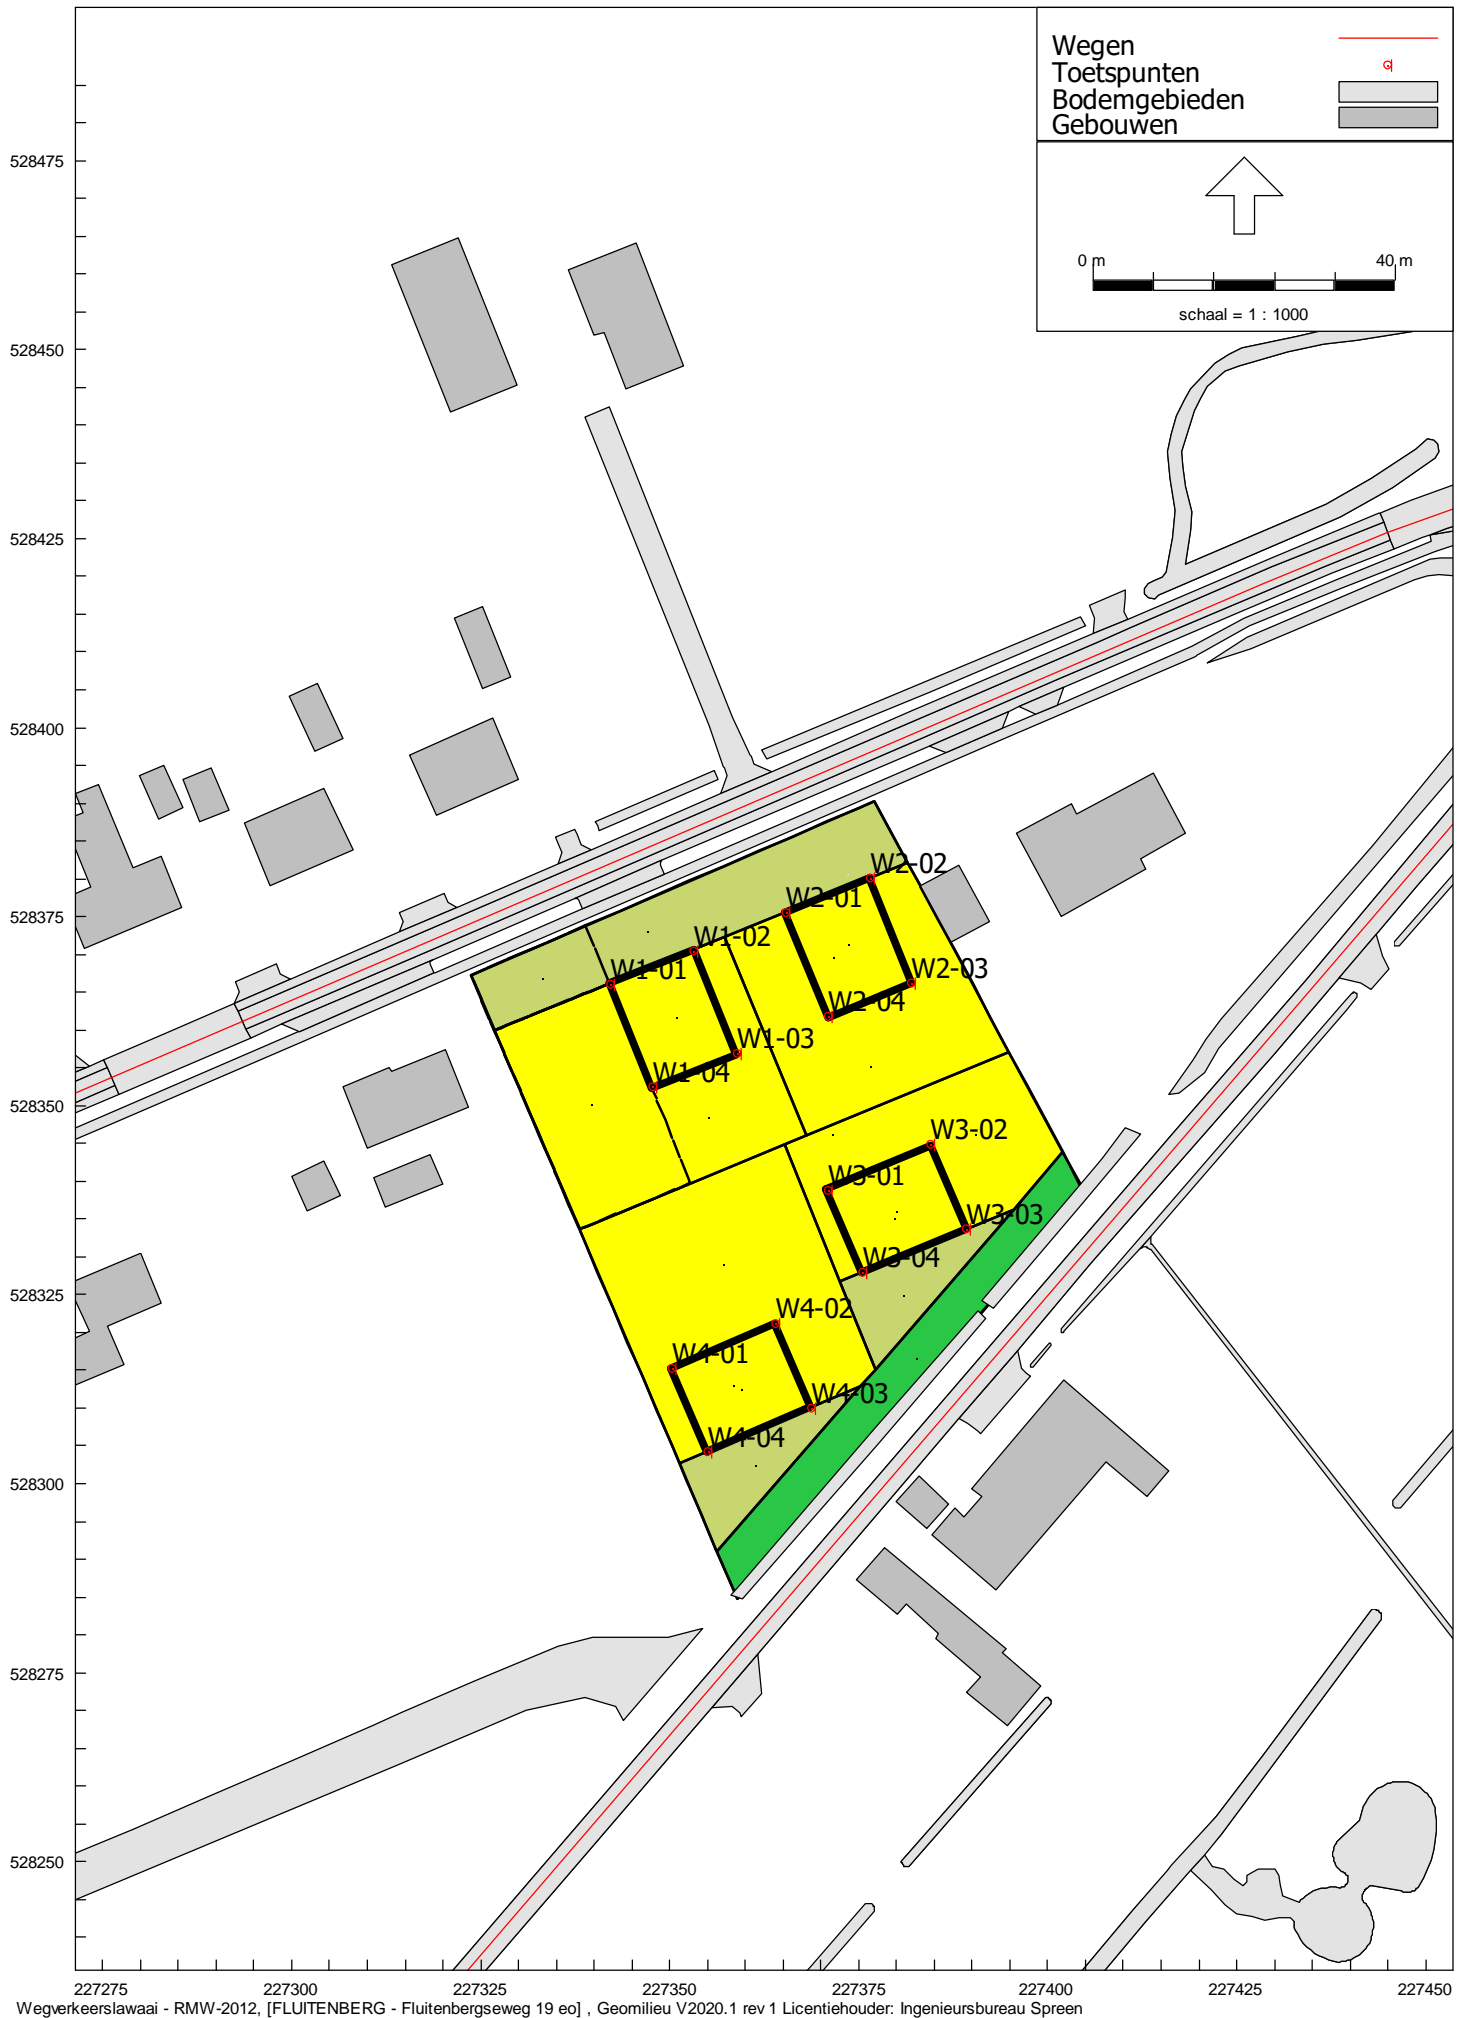 Wegen
Toetspunten
Bodemgebieden
Gebouwen
0 m 40 m
schaal = 1 : 1000
528475
528450
528425
528400
528375
528350
528325
528300
528275
528250
W2-02
W2-01
W1-02
W1-01
W2-03
W2-04
W1-03
W1-04
W3-02
W3-01
W3-03
W3-04
W4-02
W4-01
W4-03
W4-04
227275 227300 227325 227350 227375 227400 227425 227450
Wegverkeerslawaai - RMW-2012, [FLUITENBERG - Fluitenbergseweg 19 eo] , Geomilieu V2020.1 rev 1 Licentiehouder: Ingenieursbureau Spreen